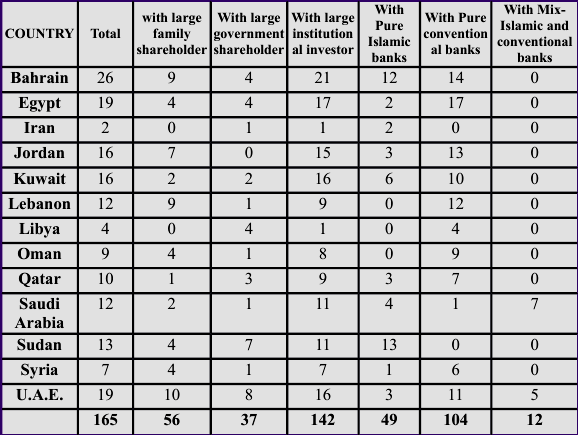 COUNTRY Total with large family shareholder With large government shareholder With large institution al investor With Pure Islamic banks With Pure convention al banks With Mix-Islamic and conventional banks
Bahrain 26 9 4 21 12 14 0
Egypt 19 4 4 17 2 17 0
Iran 2 0 1 1 2 0 0
Jordan 16 7 0 15 3 13 0
Kuwait 16 2 2 16 6 10 0
Lebanon 12 9 1 9 0 12 0
Libya 4 0 4 1 0 4 0
Oman 9 4 1 8 0 9 0
Qatar 10 1 3 9 3 7 0
Saudi Arabia 12 2 1 11 4 1 7
Sudan 13 4 7 11 13 0 0
Syria 7 4 1 7 1 6 0
U.A.E. 19 10 8 16 3 11 5
165 56 37 142 49 104 12